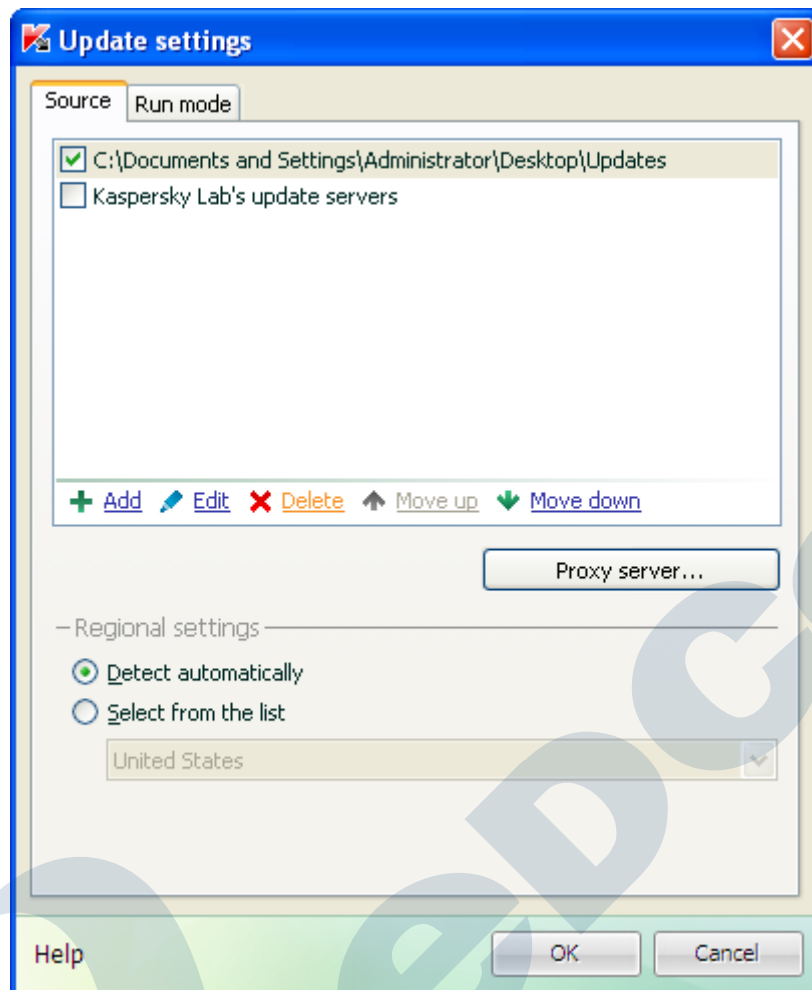 Update settings
Source Run mode
C:\Documents and Settings\Administrator\Desktop\Updates
Kaspersky Lab's update servers
Add Edit Delete Move up Move down
Proxy server...
Regional settings
Detect automatically
Select from the list
United States
Help OK Cancel